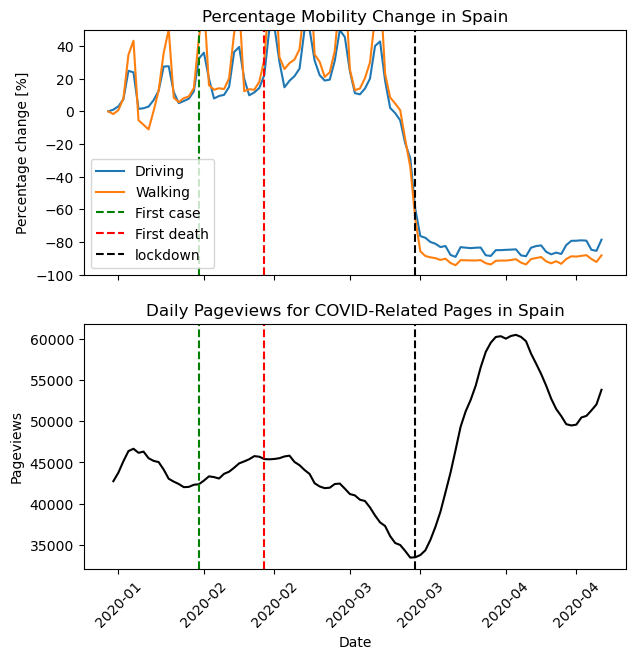 Percentage Mobility Change in Spain
Percentage change [%]
40
20
0
−20
−40
−60
−80
−100
Driving
Walking
First case
First death
lockdown
Daily Pageviews for COVID-Related Pages in Spain
Pageviews
60000
55000
50000
45000
40000
35000
2020-01
2020-02
2020-02
2020-03
2020-03
2020-04
2020-04
Date